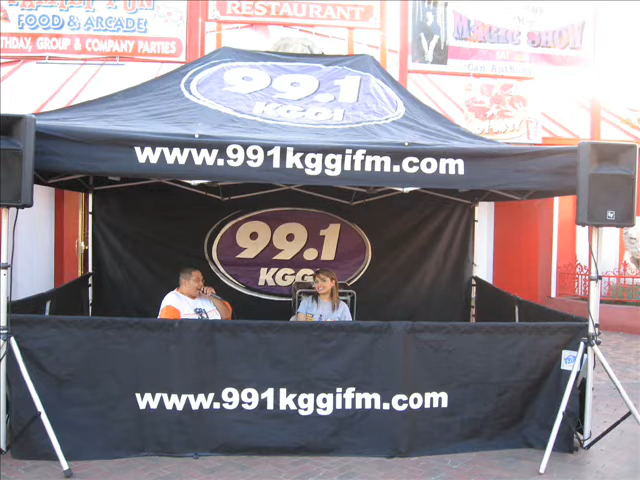 FOOD & ARCADE
THDAY, GROUP & COMPANY PARTIES
RESTAURANT
MAGIC SHOW
99.1
KGGI
www.991kggifm.com
99.1
KGG
www.991kggifm.com